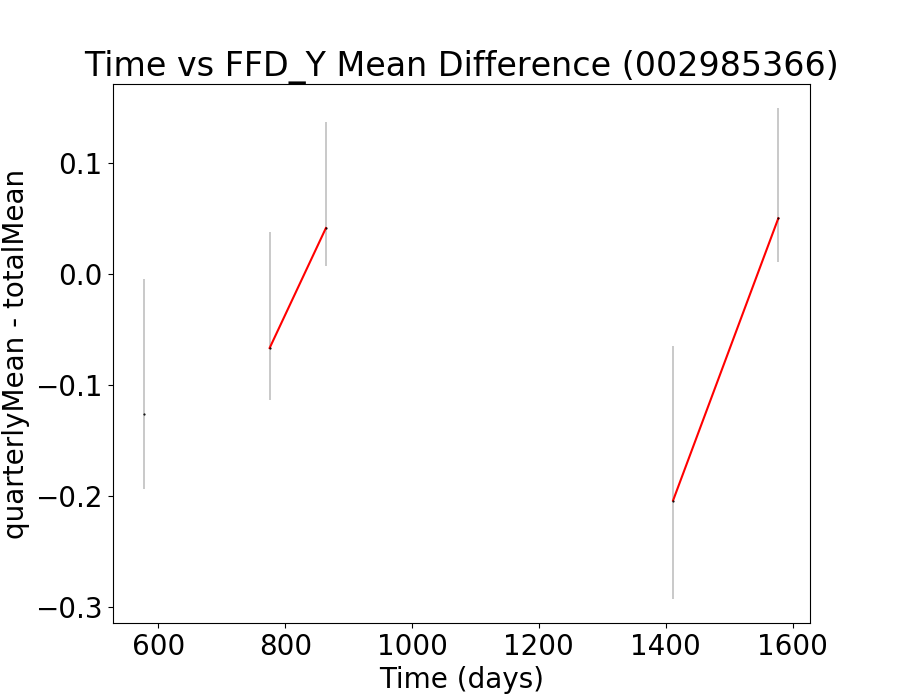 Time vs FFD_Y Mean Difference (002985366)
quarterlyMean - totalMean
0.1
0.0
−0.1
−0.2
−0.3
600 800 1000 1200 1400 1600
Time (days)